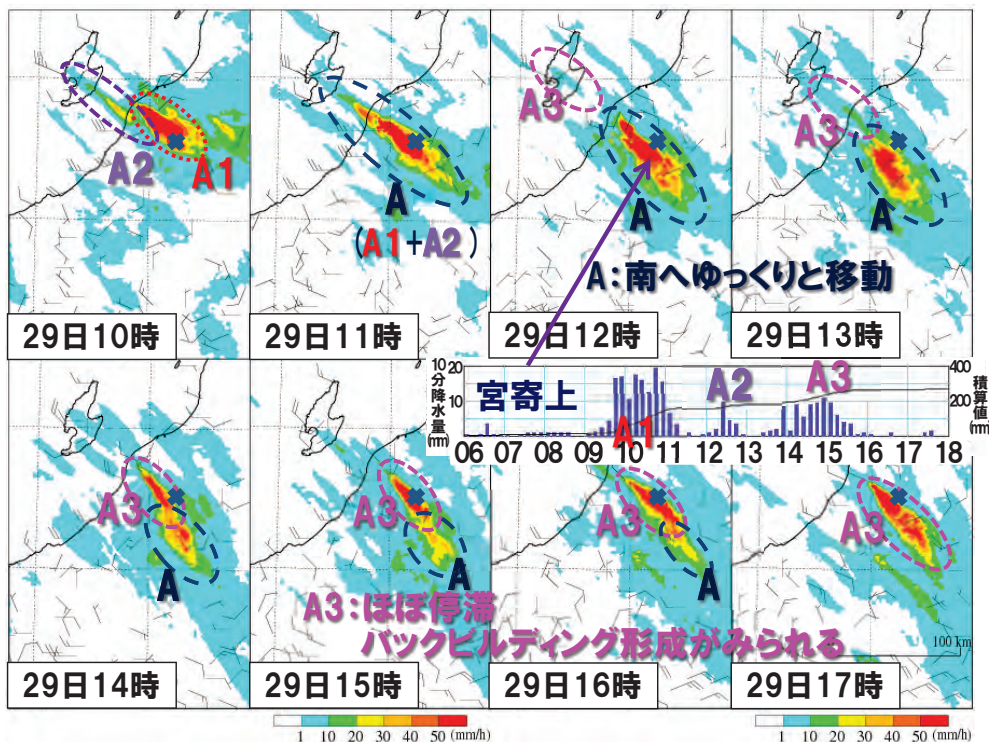 A2
A1
29日10時
A
(A1+A2)
29日11時
A3
A
29日12時
A3
A
29日13時
A:南へゆっくりと移動
10分降水量(mm)
20
10
宮寄上
A1
A2
A3
400
200
積算値(mm)
06 07 08 09 10 11 12 13 14 15 16 17 18
A3
A
29日14時
A3
A
29日15時
A3
A
29日16時
A3
29日17時
A3:ほぼ停滞
バックビルディング形成がみられる
100 km
1 10 20 30 40 50 (mm/h)
1 10 20 30 40 50 (mm/h)